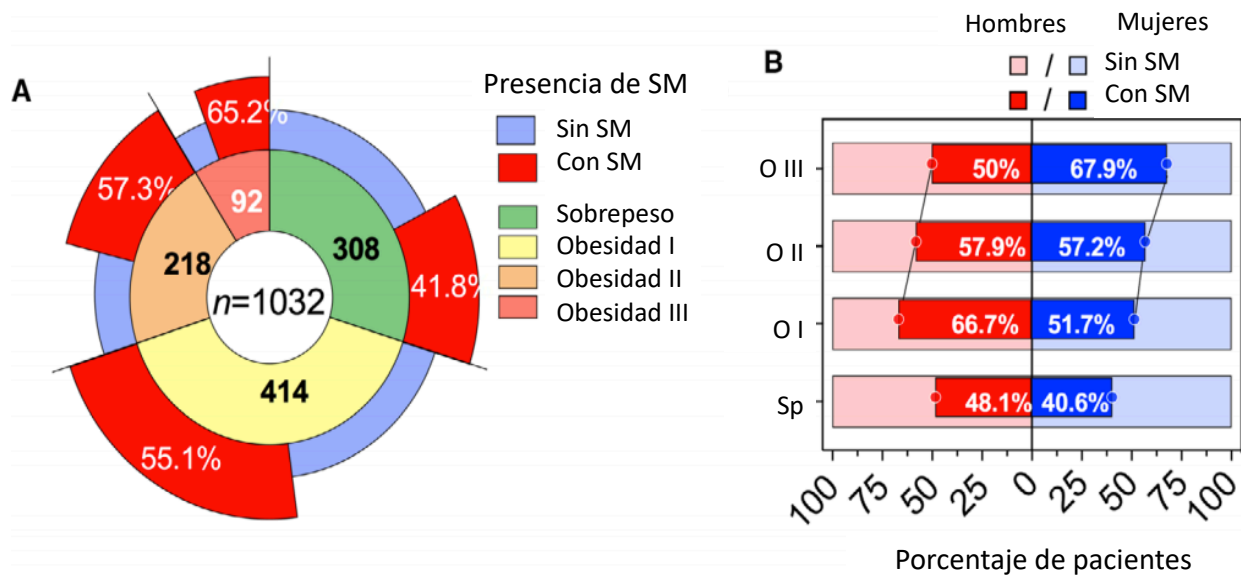 A
65.2%
57.3%
92
218
308
n=1032
41.8%
414
55.1%
Presencia de SM
Sin SM
Con SM
Sobrepeso
Obesidad I
Obesidad II
Obesidad III
B
Hombres Mujeres
/ Sin SM
/ Con SM
O III 50% 67.9%
O II 57.9% 57.2%
O I 66.7% 51.7%
Sp 48.1% 40.6%
100 75 50 25 0 25 50 75 100
Porcentaje de pacientes